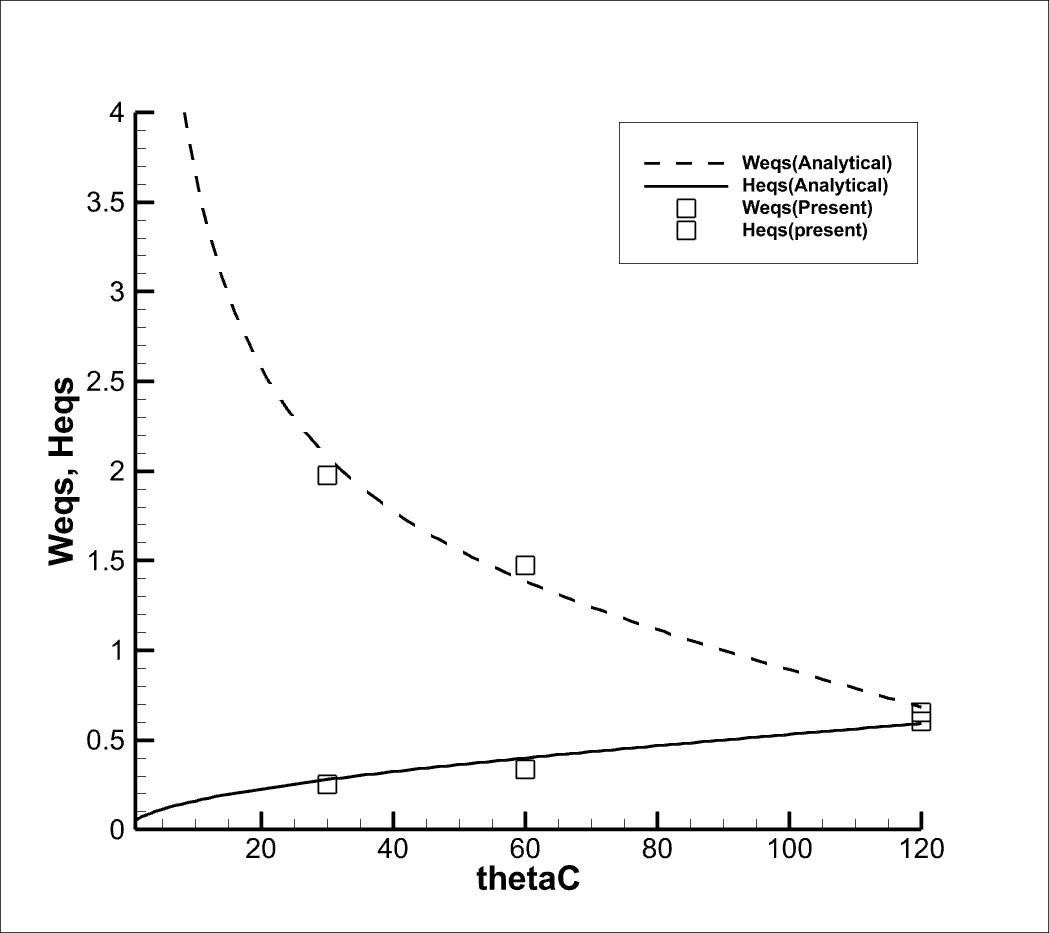 4
3.5
3
2.5
2
1.5
1
0.5
0
Weqs, Heqs
Weqs(Analytical)
Heqs(Analytical)
Weqs(Present)
Heqs(present)
20 40 60 80 100 120
thetaC